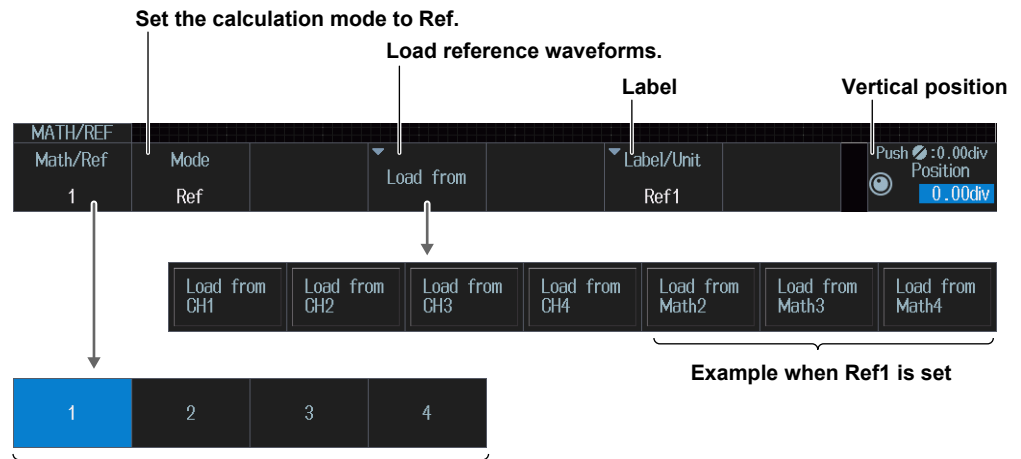 Set the calculation mode to Ref.
Load reference waveforms.
Label
Vertical position
MATH/REF
Math/Ref
1
Mode
Ref
Load from
Label/Unit
Ref1
Push :0.00div
Position
0.00div
Load from
CH1
Load from
CH2
Load from
CH3
Load from
CH4
Load from
Math2
Load from
Math3
Load from
Math4
Example when Ref1 is set
1
2
3
4